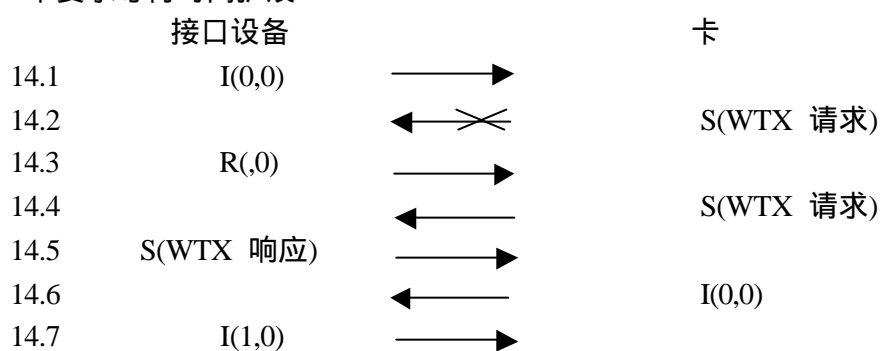 接口设备 卡
14.1 I(0,0)
14.2 S(WTX 请求)
14.3 R(,0)
14.4 S(WTX 请求)
14.5 S(WTX 响应)
14.6 I(0,0)
14.7 I(1,0)